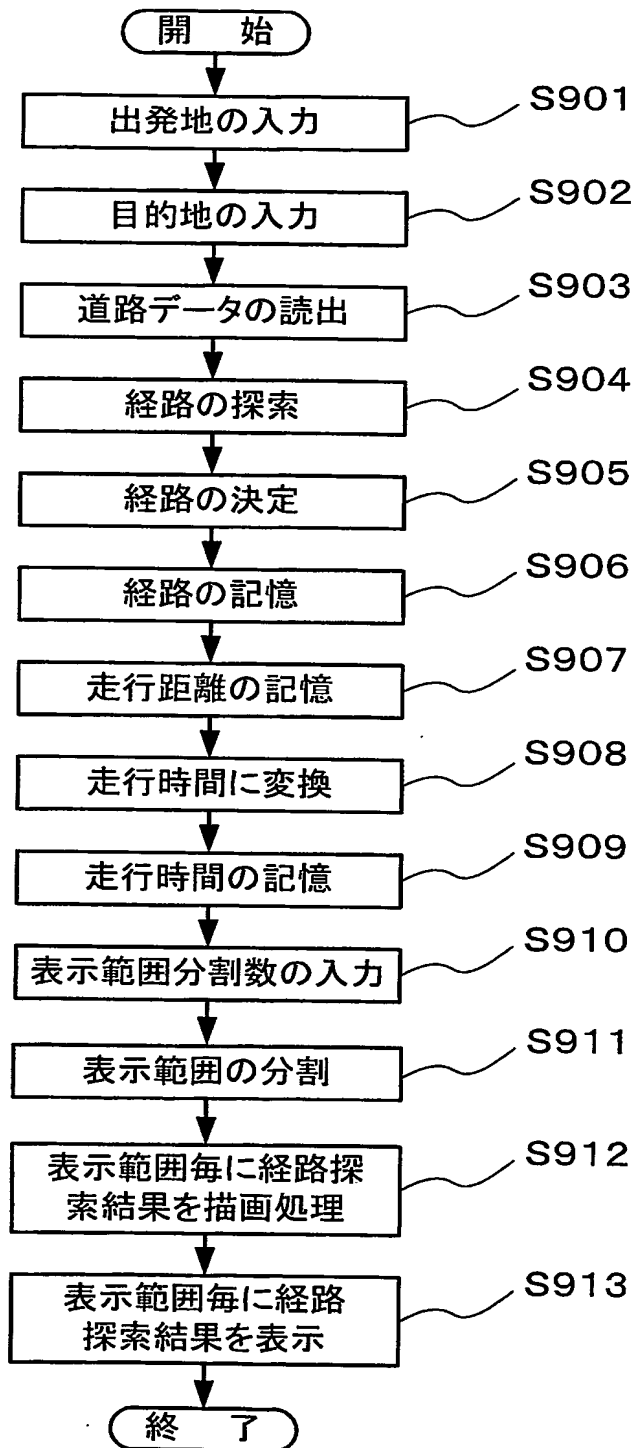 開 始
出発地の入力
S901
目的地の入力
S902
道路データの読出
S903
経路の探索
S904
経路の決定
S905
経路の記憶
S906
走行距離の記憶
S907
走行時間に変換
S908
走行時間の記憶
S909
表示範囲分割数の入力
S910
表示範囲の分割
S911
表示範囲毎に経路探
索結果を描画処理
S912
表示範囲毎に経路
探索結果を表示
S913
終 了